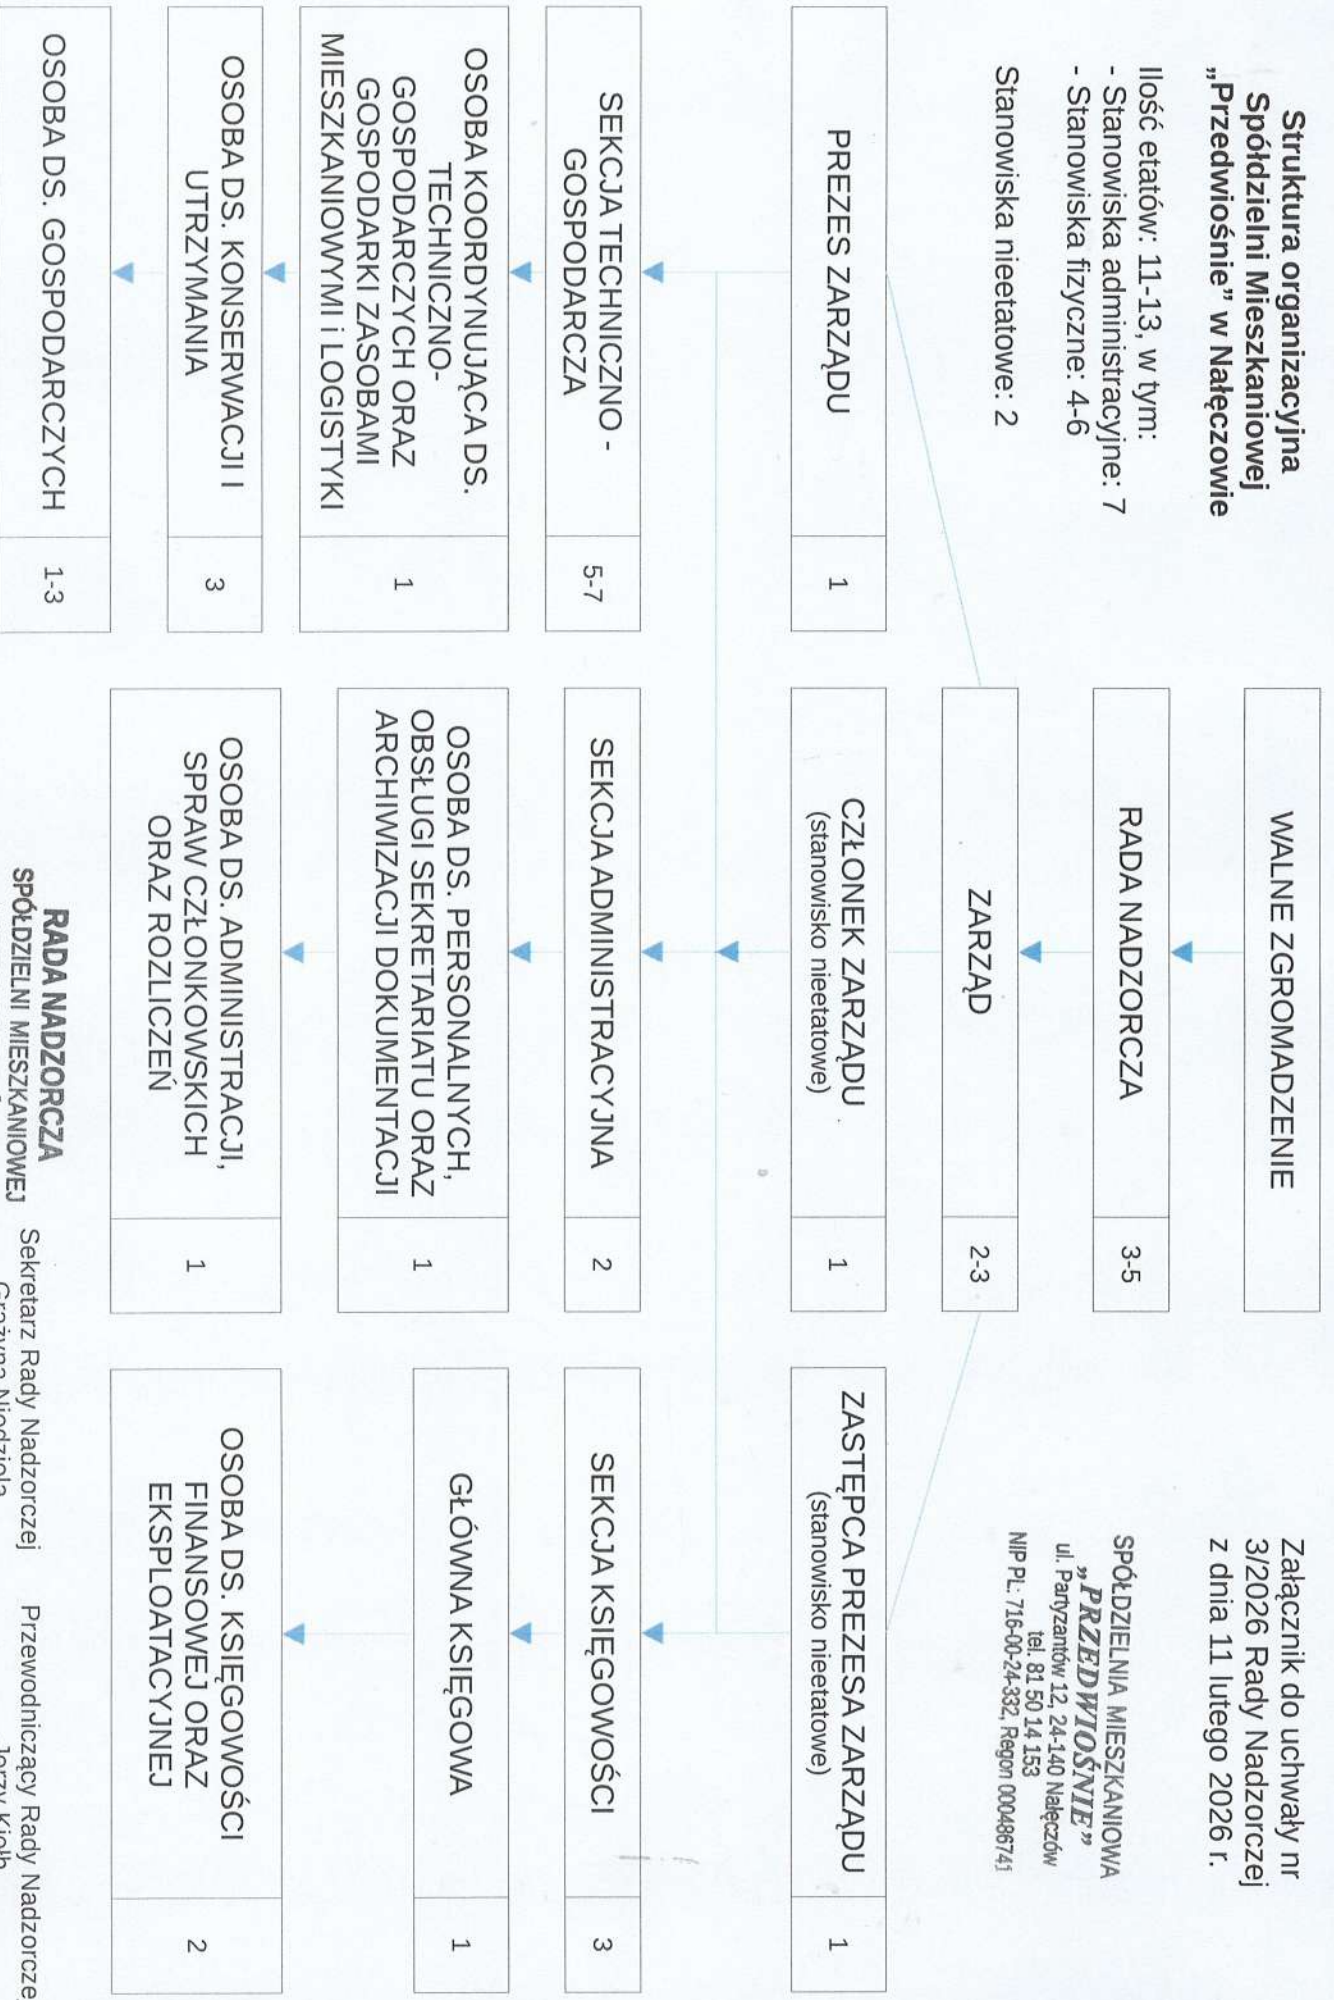 Struktura organizacyjna
Spółdzielni Mieszkaniowej
„Przedwiośnie” w Nałęczowie
Ilość etatów: 11-13, w tym:
- Stanowiska administracyjne: 7
- Stanowiska fizyczne: 4-6
Stanowiska nieetatowe: 2
WALNE ZGROMADZENIE
Załącznik do uchwały nr
3/2026 Rady Nadzorczej
z dnia 11 lutego 2026 r.
RADA NADZORCZA
3-5
SPÓŁDZIELNIA MIESZKANIOWA
„PRZEDWIOŚNIE”
ul. Partyzantów 12, 24-140 Nałęczów
tel. 81 50 14 153
NIP PL: 716-00-24-332, Regon 000486741
ZARZĄD
2-3
PREZES ZARZĄDU
1
CZŁONEK ZARZĄDU
(stanowisko nieetatowe)
1
ZASTĘPCA PREZESA ZARZĄDU
(stanowisko nieetatowe)
1
SEKCJA TECHNICZNO -
GOSPODARCZA
5-7
SEKCJA ADMINISTRACYJNA
2
SEKCJA KSIĘGOWOŚCI
3
OSOBA KOORDYNUJĄCA DS.
TECHNICZNO-
GOSPODARCZYCH ORAZ
GOSPODARKI ZASOBAMI
MIESZKANIOWYMI i LOGISTYKI
1
OSOBA DS. PERSONALNYCH,
OBSŁUGI SEKRETARIATU ORAZ
ARCHIWIZACJI DOKUMENTACJI
1
GŁÓWNA KSIĘGOWA
1
OSOBA DS. KONSERWACJI I
UTRZYMANIA
3
OSOBA DS. ADMINISTRACJI,
SPRAW CZŁONKOWSKICH
ORAZ ROZLICZEŃ
1
OSOBA DS. KSIĘGOWOŚCI
FINANSOWEJ ORAZ
EKSPLOATACYJNEJ
2
OSOBA DS. GOSPODARCZYCH
1-3
RADA NADZORCZA
SPÓŁDZIELNI MIESZKANIOWEJ
Sekretarz Rady Nadzorczej
Przewodniczący Rady Nadzorczej